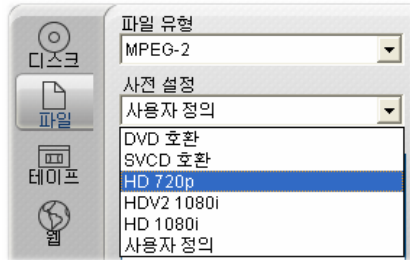 디스크
파일
테이프
웹
파일 유형
MPEG-2
사전 설정
사용자 정의
DVD 호환
SVCD 호환
HD 720p
HDV2 1080i
HD 1080i
사용자 정의